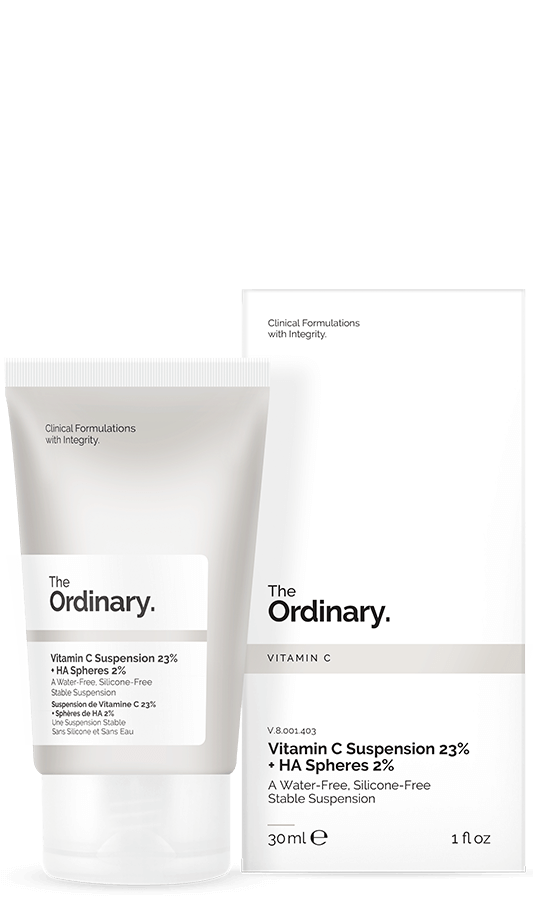 Clinical Formulations
with Integrity.
The
Ordinary.
Vitamin C Suspension 23%
+ HA Spheres 2%
A Water-Free, Silicone-Free
Stable Suspension
Suspension de Vitamine C 23%
+ Sphères de HA 2%
Une Suspension Stable
Sans Silicone et Sans Eau
Clinical Formulations
with Integrity.
The
Ordinary.
VITAMIN C
V.8.001.403
Vitamin C Suspension 23%
+ HA Spheres 2%
A Water-Free, Silicone-Free
Stable Suspension
30 ml ℮ 1 fl oz